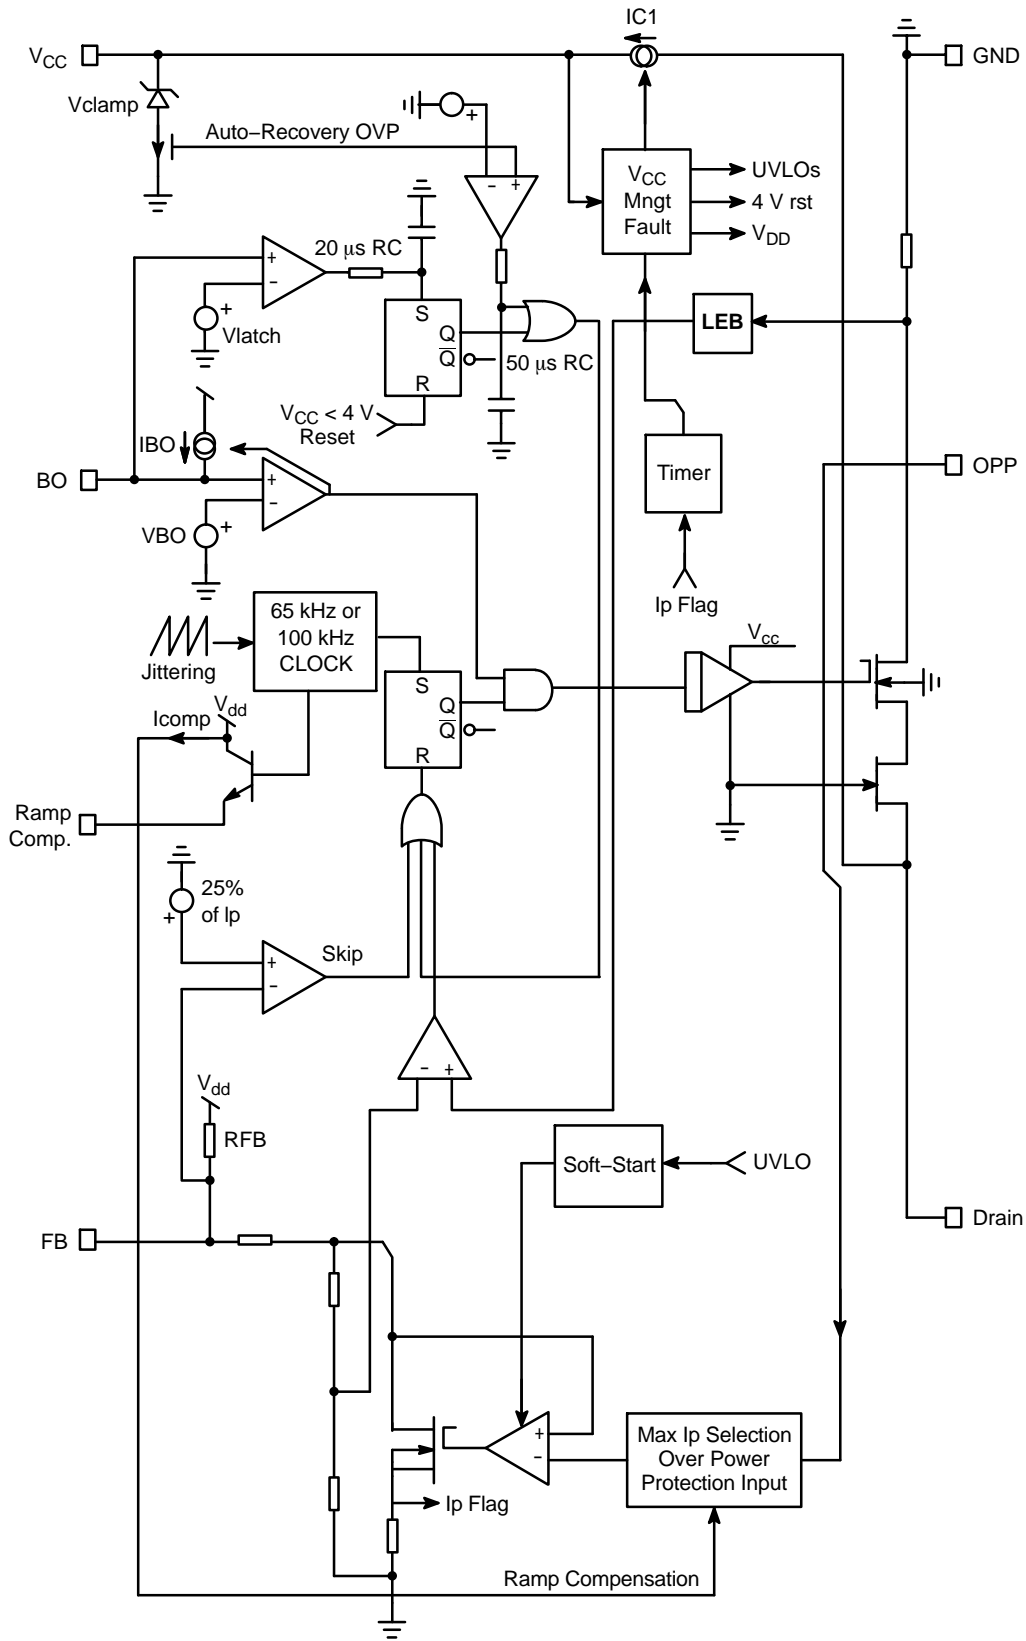 IC1
VCC
GND
Vclamp
+
Auto−Recovery OVP
− +
VCC
Mngt
Fault
UVLOs
4 V rst
VDD
20 μs RC
+
−
+
Vlatch
S
Q
Q
R
50 μs RC
LEB
VCC < 4 V
Reset
IBO
BO
+
−
VBO
+
Timer
OPP
Ip Flag
65 kHz or
100 kHz
CLOCK
Jittering
S
Q
Q
R
Vcc
Icomp
Vdd
Ramp
Comp.
25%
of Ip
+
+
−
Skip
− +
Vdd
RFB
Soft−Start
UVLO
FB
Drain
+
−
Max Ip Selection
Over Power
Protection Input
Ip Flag
Ramp Compensation